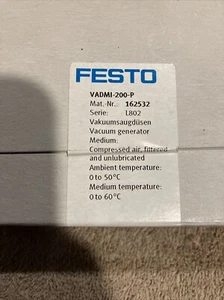 FESTO
VADMI-200-P
Mat.-Nr.: 162532
Serie: L802
Vakuumsaugdüsen
Vacuum generator
Medium:
Compressed air, filtered
and unlubricated
Ambient temperature:
0 to 50°C
Medium temperature:
0 to 60°C